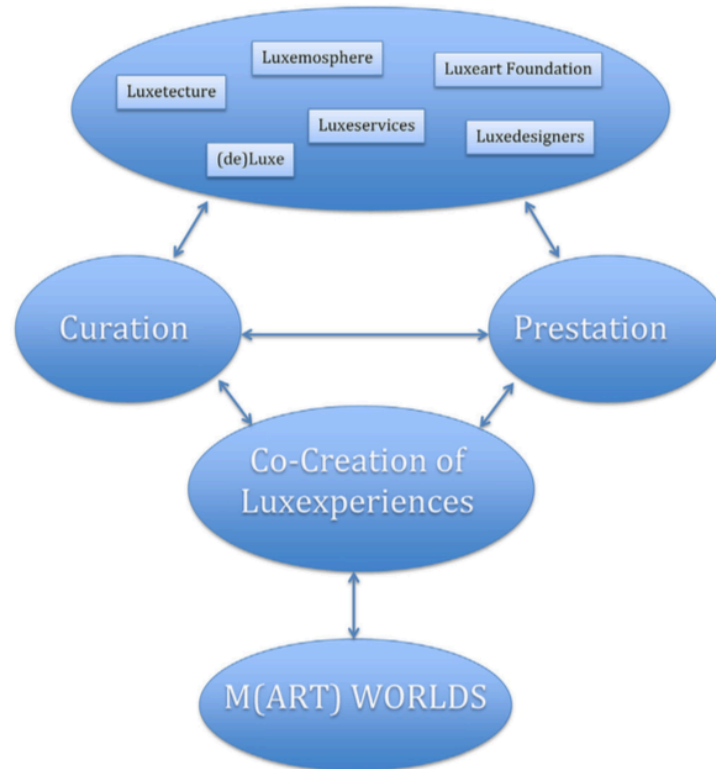 Luxemosphere
Luxeart Foundation
Luxetecture
Luxeservices
Luxedesigners
(de)Luxe
Curation
Prestation
Co-Creation of
Luxexperiences
M(ART) WORLDS